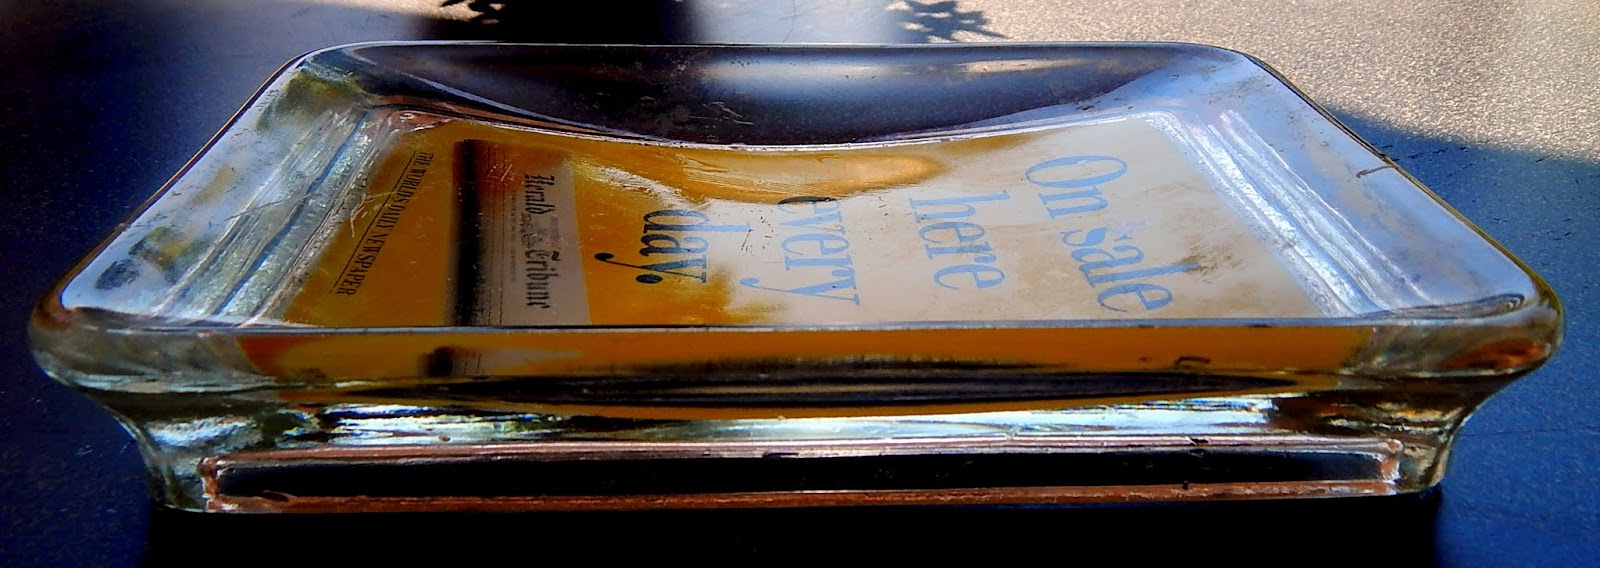 On sale
here
every
day.
Herald Tribune
THE WORLD'S DAILY NEWSPAPER